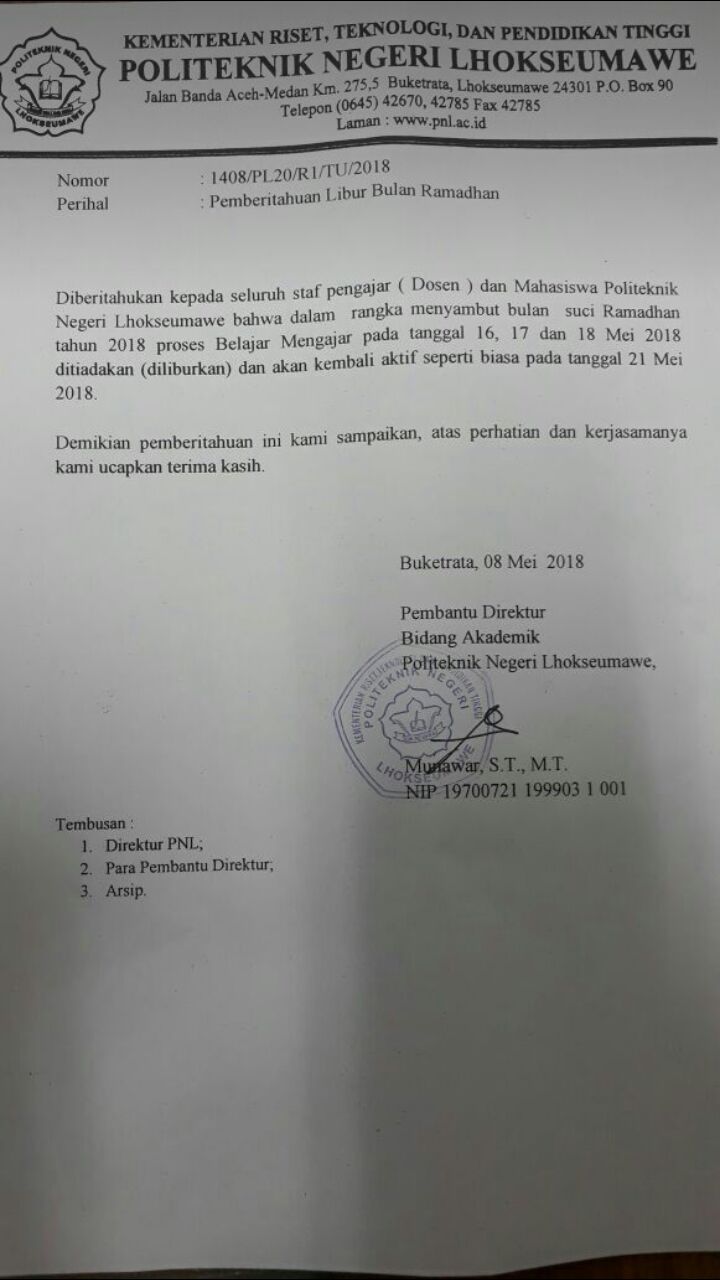 POLITEKNIK NEGERI
LHOKSEUMAWE
KEMENTERIAN RISET, TEKNOLOGI, DAN PENDIDIKAN TINGGI
POLITEKNIK NEGERI LHOKSEUMAWE
Jalan Banda Aceh-Medan Km. 275,5 Buketrata, Lhokseumawe 24301 P.O. Box 90
Telepon (0645) 42670, 42785 Fax 42785
Laman : www.pnl.ac.id
Nomor : 1408/PL20/R1/TU/2018
Perihal : Pemberitahuan Libur Bulan Ramadhan
Diberitahukan kepada seluruh staf pengajar ( Dosen ) dan Mahasiswa Politeknik
Negeri Lhokseumawe bahwa dalam rangka menyambut bulan suci Ramadhan
tahun 2018 proses Belajar Mengajar pada tanggal 16, 17 dan 18 Mei 2018
ditiadakan (diliburkan) dan akan kembali aktif seperti biasa pada tanggal 21 Mei
2018.
Demikian pemberitahuan ini kami sampaikan, atas perhatian dan kerjasamanya
kami ucapkan terima kasih.
Buketrata, 08 Mei 2018
Pembantu Direktur
Bidang Akademik
Politeknik Negeri Lhokseumawe,
POLITEKNIK NEGERI
LHOKSEUMAWE
Munawar, S.T., M.T.
NIP 19700721 199903 1 001
Tembusan :
1. Direktur PNL;
2. Para Pembantu Direktur;
3. Arsip.